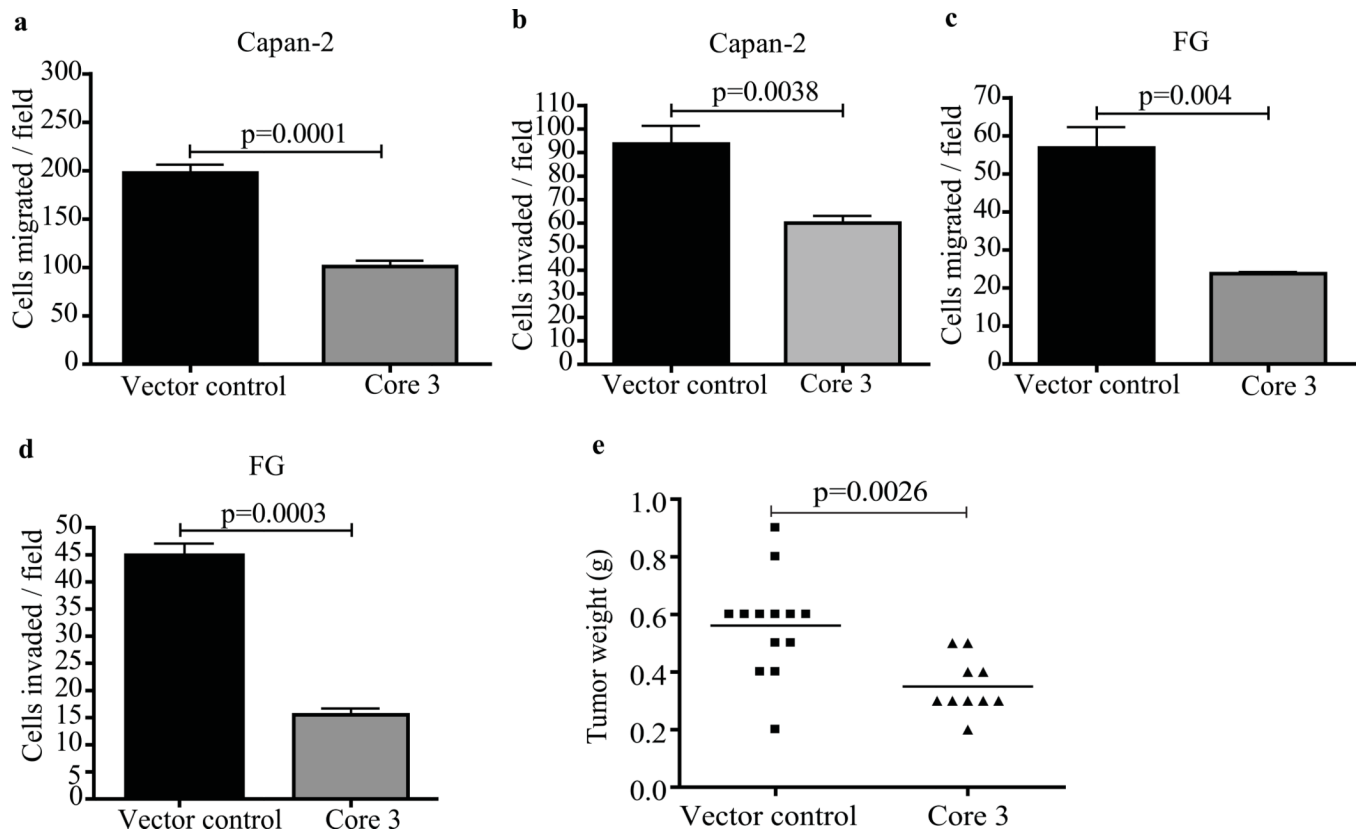 a
Capan-2
Cells migrated / field
300
250
200
150
100
50
0
p=0.0001
Vector control
Core 3
b
Capan-2
Cells invaded / field
110
100
90
80
70
60
50
40
30
20
10
0
p=0.0038
Vector control
Core 3
c
FG
Cells migrated / field
70
60
50
40
30
20
10
0
p=0.004
Vector control
Core 3
d
FG
Cells invaded / field
50
45
40
35
30
25
20
15
10
5
0
p=0.0003
Vector control
Core 3
e
Tumor weight (g)
1.0
0.8
0.6
0.4
0.2
0.0
p=0.0026
Vector control
Core 3